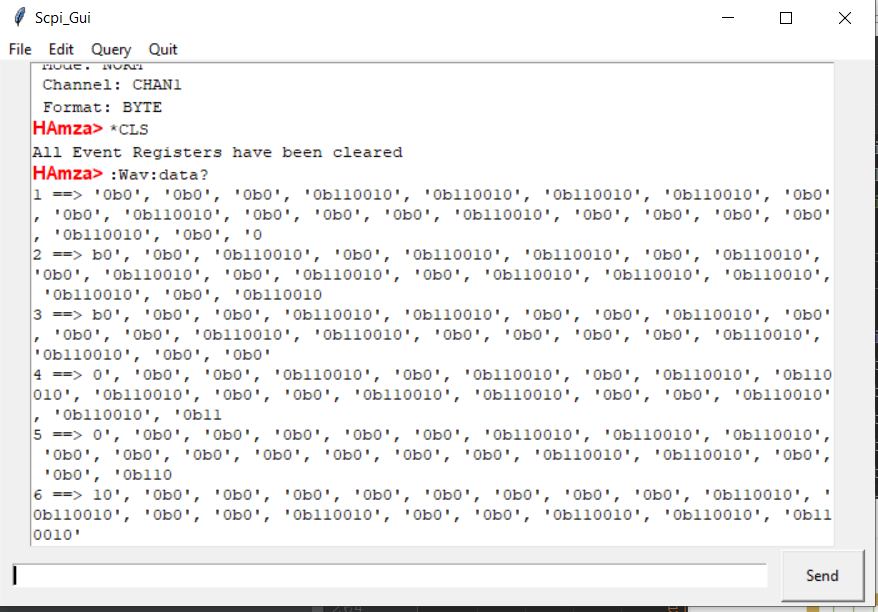 Scpi_Gui
File Edit Query Quit
Mode: NORM
Channel: CHAN1
Format: BYTE
HAmza> *CLS
All Event Registers have been cleared
HAmza> :Wav:data?
1 ==> '0b0', '0b0', '0b0', '0b110010', '0b110010', '0b110010', '0b110010', '0b0'
, '0b0', '0b110010', '0b0', '0b0', '0b0', '0b110010', '0b0', '0b0', '0b0', '0b0'
, '0b110010', '0b0', '0
2 ==> b0', '0b0', '0b110010', '0b0', '0b110010', '0b110010', '0b0', '0b110010',
'0b0', '0b110010', '0b0', '0b110010', '0b0', '0b110010', '0b110010', '0b110010',
'0b110010', '0b0', '0b110010
3 ==> b0', '0b0', '0b0', '0b110010', '0b110010', '0b0', '0b0', '0b110010', '0b0'
, '0b0', '0b0', '0b110010', '0b110010', '0b0', '0b0', '0b0', '0b0', '0b110010',
'0b110010', '0b0', '0b0'
4 ==> 0', '0b0', '0b0', '0b110010', '0b0', '0b110010', '0b0', '0b110010', '0b110
010', '0b110010', '0b0', '0b0', '0b110010', '0b110010', '0b0', '0b0', '0b110010'
, '0b110010', '0b11
5 ==> 0', '0b0', '0b0', '0b0', '0b0', '0b0', '0b110010', '0b110010', '0b110010',
'0b0', '0b0', '0b0', '0b0', '0b0', '0b0', '0b0', '0b110010', '0b110010', '0b0',
'0b0', '0b110
6 ==> 10', '0b0', '0b0', '0b0', '0b0', '0b0', '0b0', '0b0', '0b0', '0b110010', '
0b110010', '0b0', '0b0', '0b110010', '0b0', '0b0', '0b110010', '0b110010', '0b11
0010'
Send